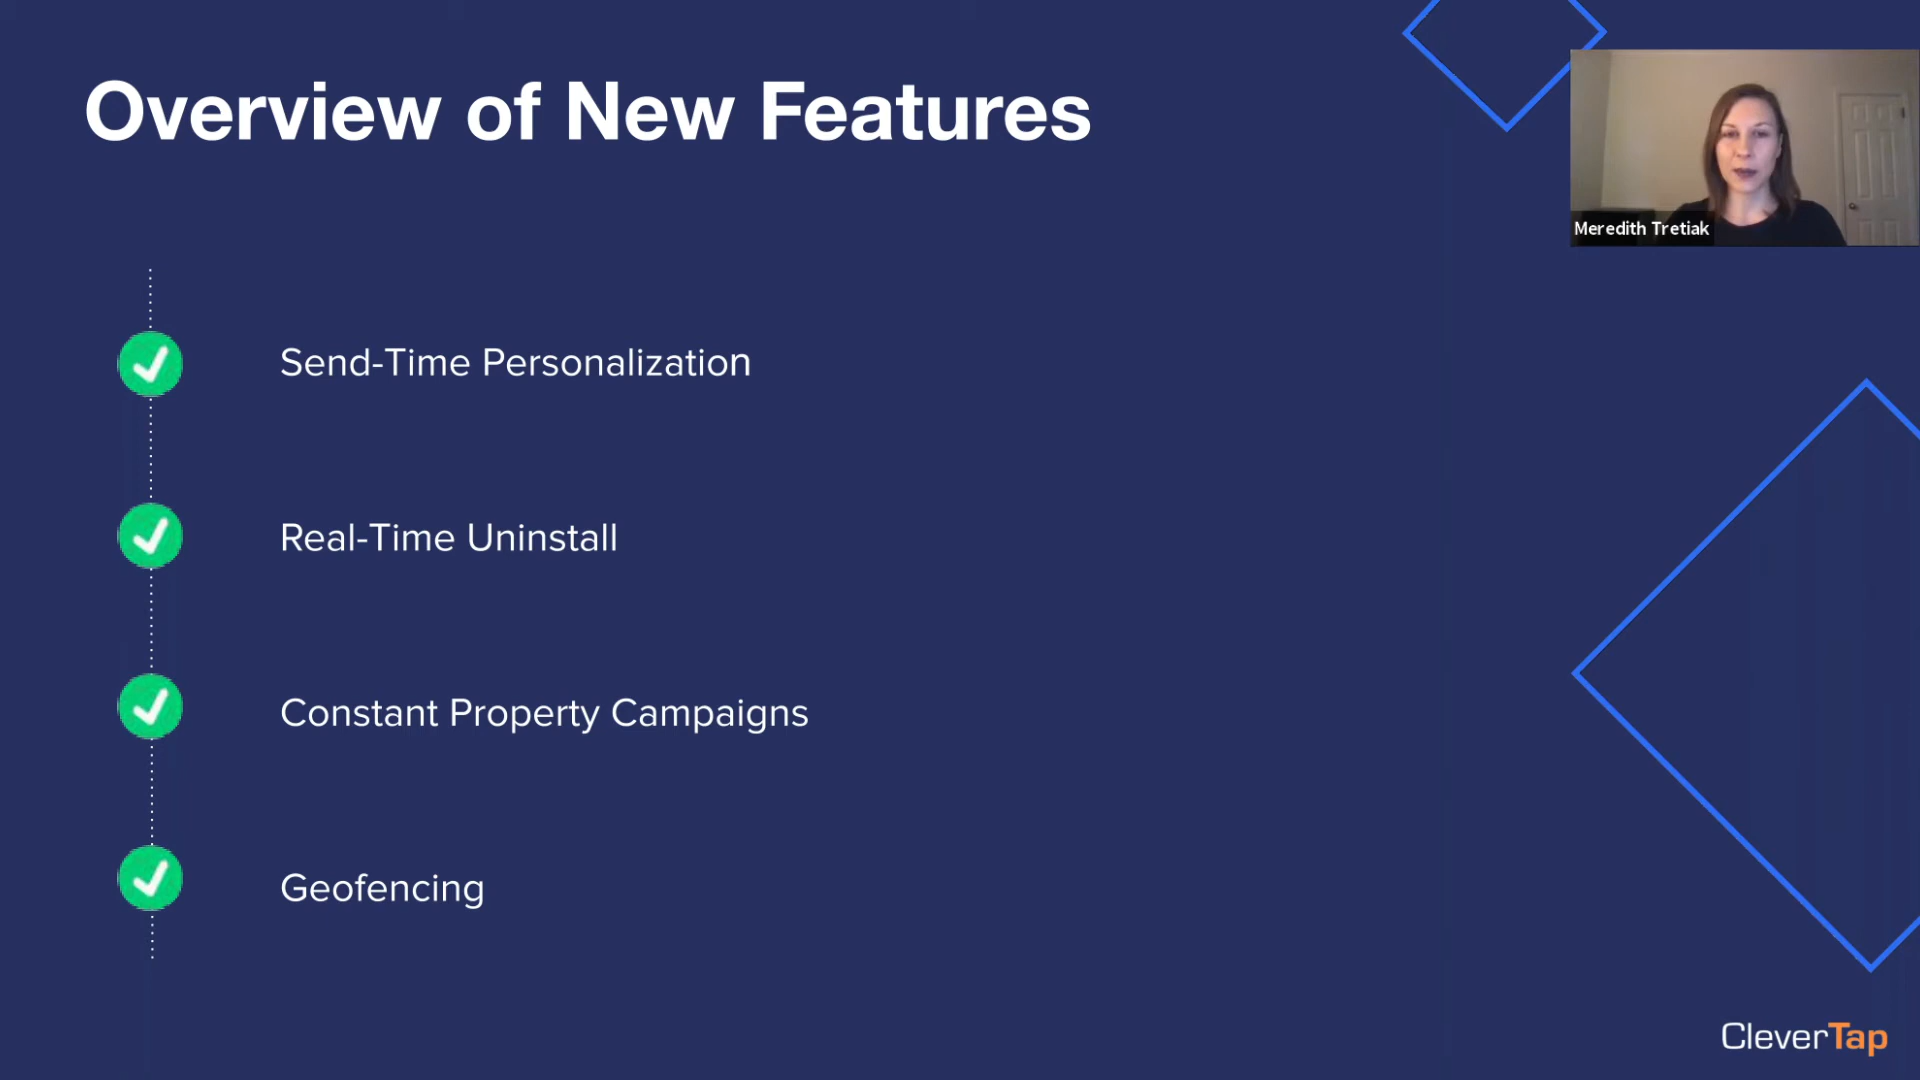 Overview of New Features
Meredith Tretiak
Send-Time Personalization
Real-Time Uninstall
Constant Property Campaigns
Geofencing
CleverTap